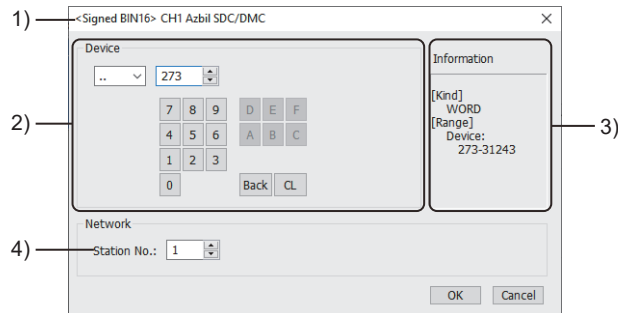 1)
<Signed BIN16> CH1 Azbil SDC/DMC
Device
.. 273
7 8 9 D E F
4 5 6 A B C
1 2 3
0 Back CL
2)
Information
[Kind]
WORD
[Range]
Device:
273-31243
3)
Network
4)
Station No.: 1
OK Cancel